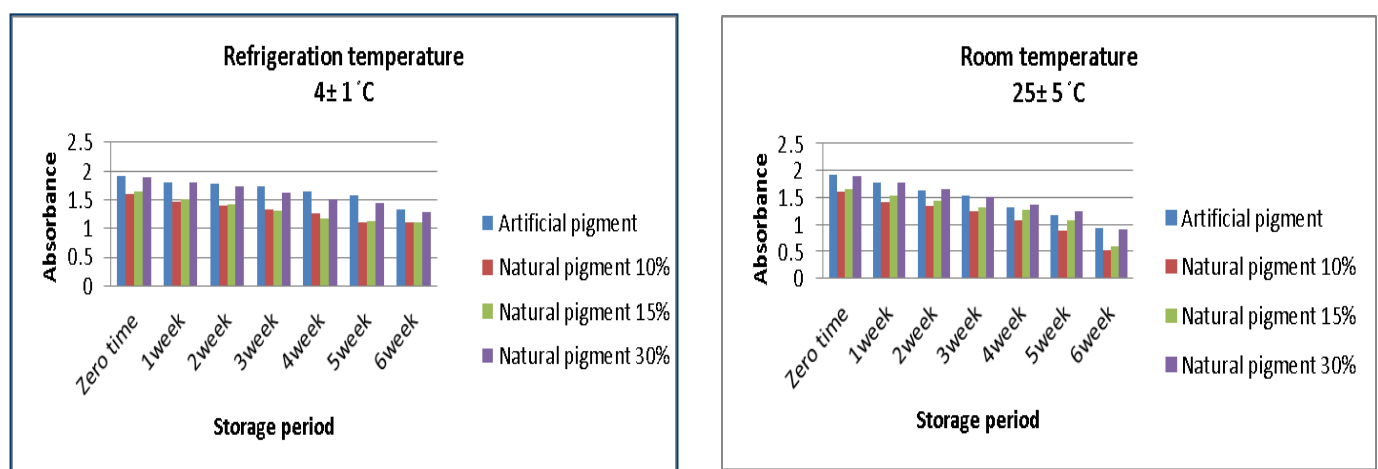 Refrigeration temperature
4± 1 ´C
2.5
2
1.5
1
0.5
0
Absorbance
Zero time
1week
2week
3week
4week
5week
6week
Storage period
Artificial pigment
Natural pigment 10%
Natural pigment 15%
Natural pigment 30%
Room temperature
25± 5 ´C
2.5
2
1.5
1
0.5
0
Absorbance
Zero time
1week
2week
3week
4week
5week
6week
Storage period
Artificial pigment
Natural pigment 10%
Natural pigment 15%
Natural pigment 30%